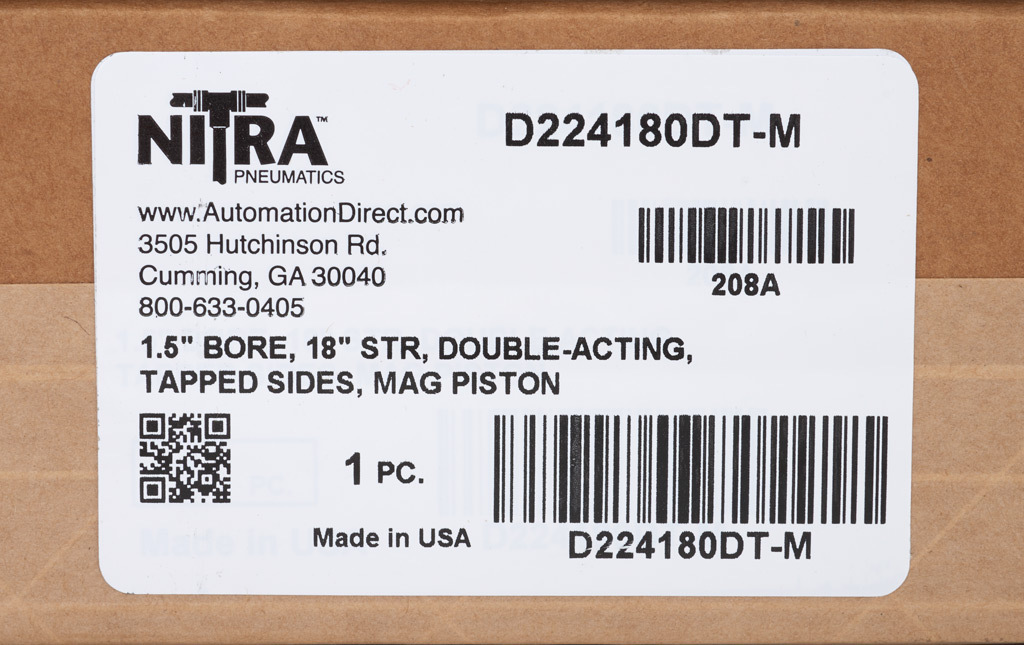 NITRA™
PNEUMATICS
www.AutomationDirect.com
3505 Hutchinson Rd.
Cumming, GA 30040
800-633-0405
D224180DT-M
208A
1.5" BORE, 18" STR, DOUBLE-ACTING,
TAPPED SIDES, MAG PISTON
1 PC.
Made in USA
D224180DT-M